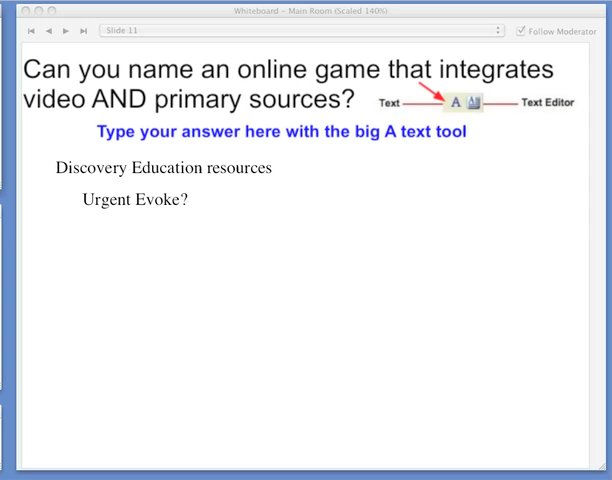 Whiteboard - Main Room (Scaled 140%)
Slide 11
Follow Moderator
Can you name an online game that integrates
video AND primary sources?
Text A A Text Editor
Type your answer here with the big A text tool
Discovery Education resources
Urgent Evoke?